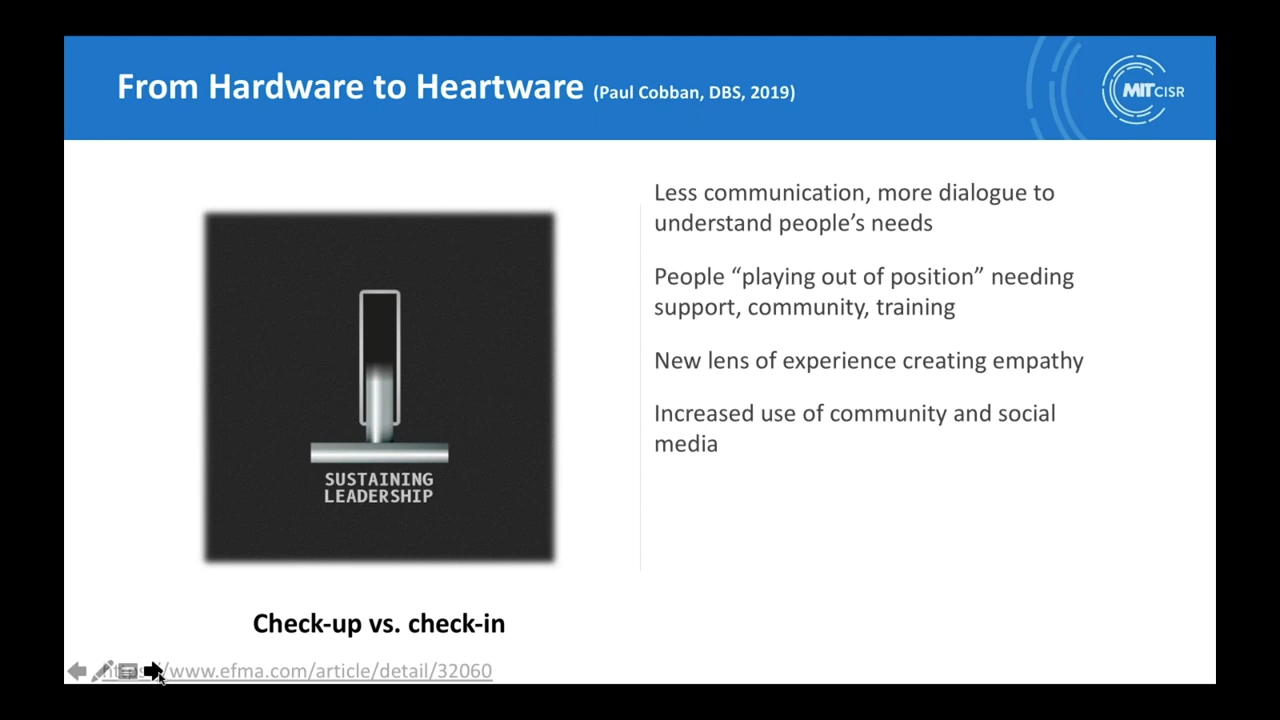 From Hardware to Heartware (Paul Cobban, DBS, 2019)
MIT CISR
Less communication, more dialogue to
understand people’s needs
People “playing out of position” needing
support, community, training
New lens of experience creating empathy
Increased use of community and social
media
SUSTAINING
LEADERSHIP
Check-up vs. check-in
/www.efma.com/article/detail/32060